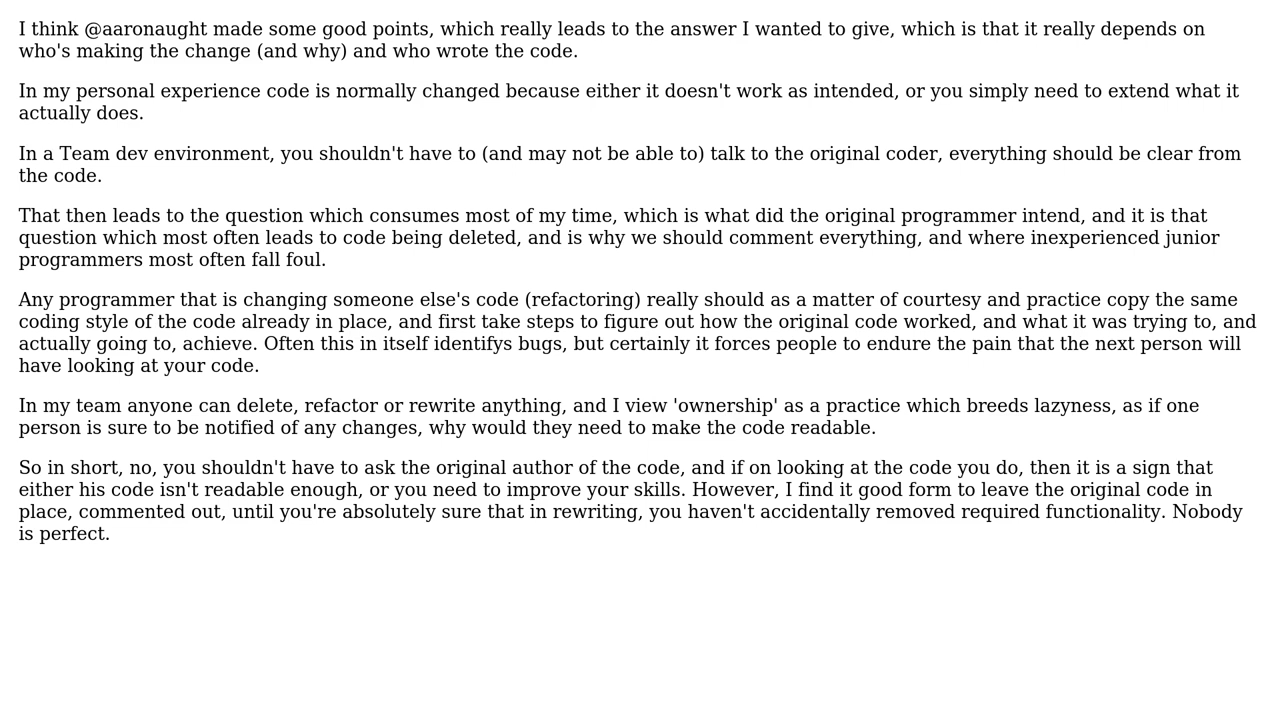 I think @aaronaught made some good points, which really leads to the answer I wanted to give, which is that it really depends on
who's making the change (and why) and who wrote the code.
In my personal experience code is normally changed because either it doesn't work as intended, or you simply need to extend what it
actually does.
In a Team dev environment, you shouldn't have to (and may not be able to) talk to the original coder, everything should be clear from
the code.
That then leads to the question which consumes most of my time, which is what did the original programmer intend, and it is that
question which most often leads to code being deleted, and is why we should comment everything, and where inexperienced junior
programmers most often fall foul.
Any programmer that is changing someone else's code (refactoring) really should as a matter of courtesy and practice copy the same
coding style of the code already in place, and first take steps to figure out how the original code worked, and what it was trying to, and
actually going to, achieve. Often this in itself identifys bugs, but certainly it forces people to endure the pain that the next person will
have looking at your code.
In my team anyone can delete, refactor or rewrite anything, and I view 'ownership' as a practice which breeds lazyness, as if one
person is sure to be notified of any changes, why would they need to make the code readable.
So in short, no, you shouldn't have to ask the original author of the code, and if on looking at the code you do, then it is a sign that
either his code isn't readable enough, or you need to improve your skills. However, I find it good form to leave the original code in
place, commented out, until you're absolutely sure that in rewriting, you haven't accidentally removed required functionality. Nobody
is perfect.